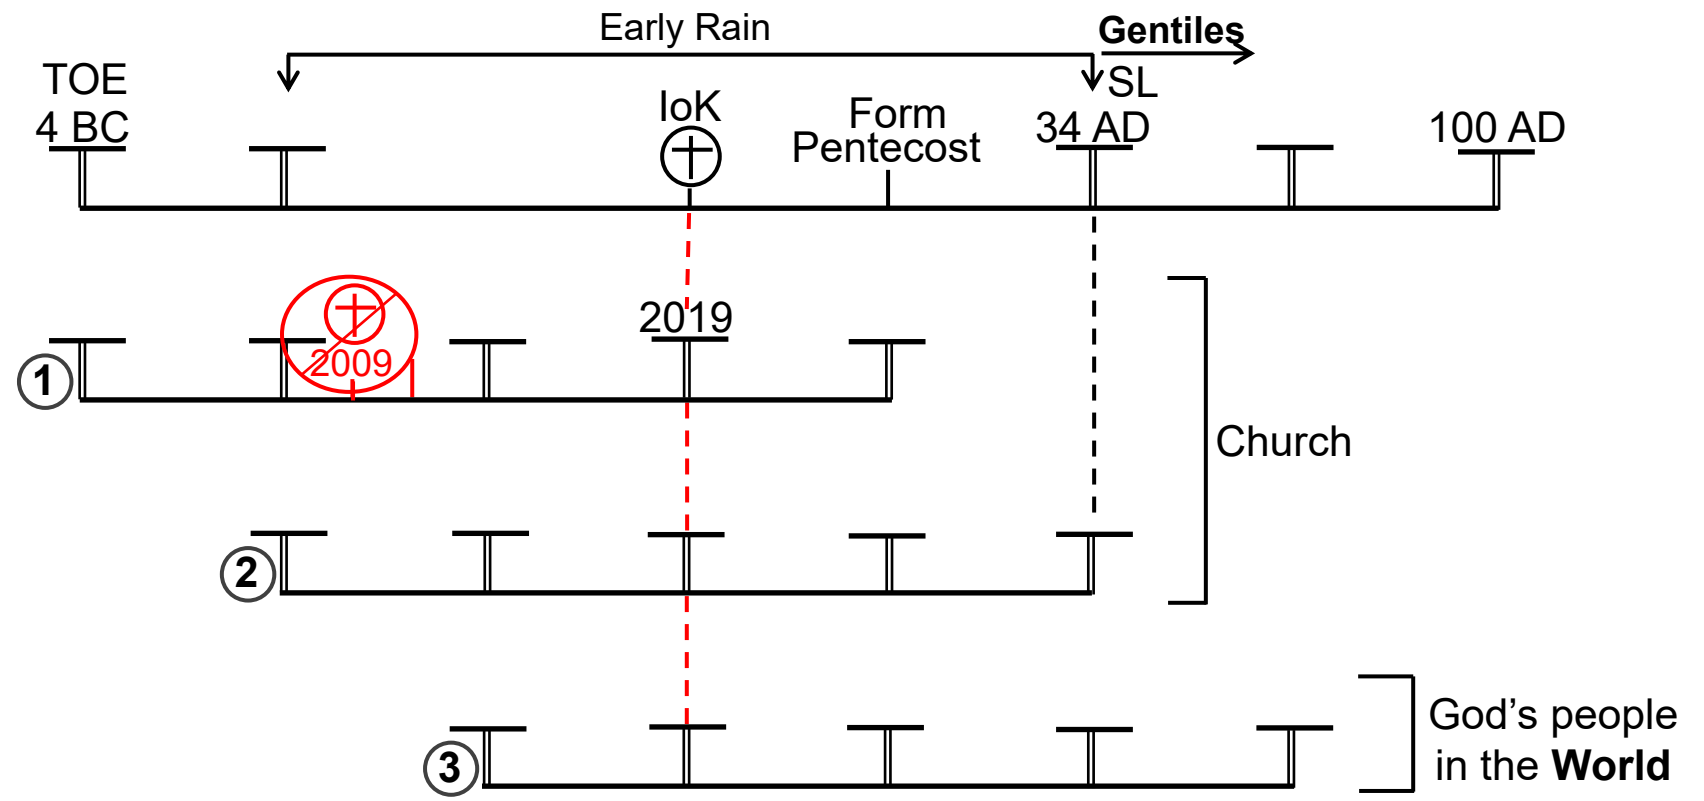 Early Rain
Gentiles
TOE
4 BC
IoK
Form
Pentecost
SL
34 AD
100 AD
2019
2009
1
Church
2
God’s people
in the World
3